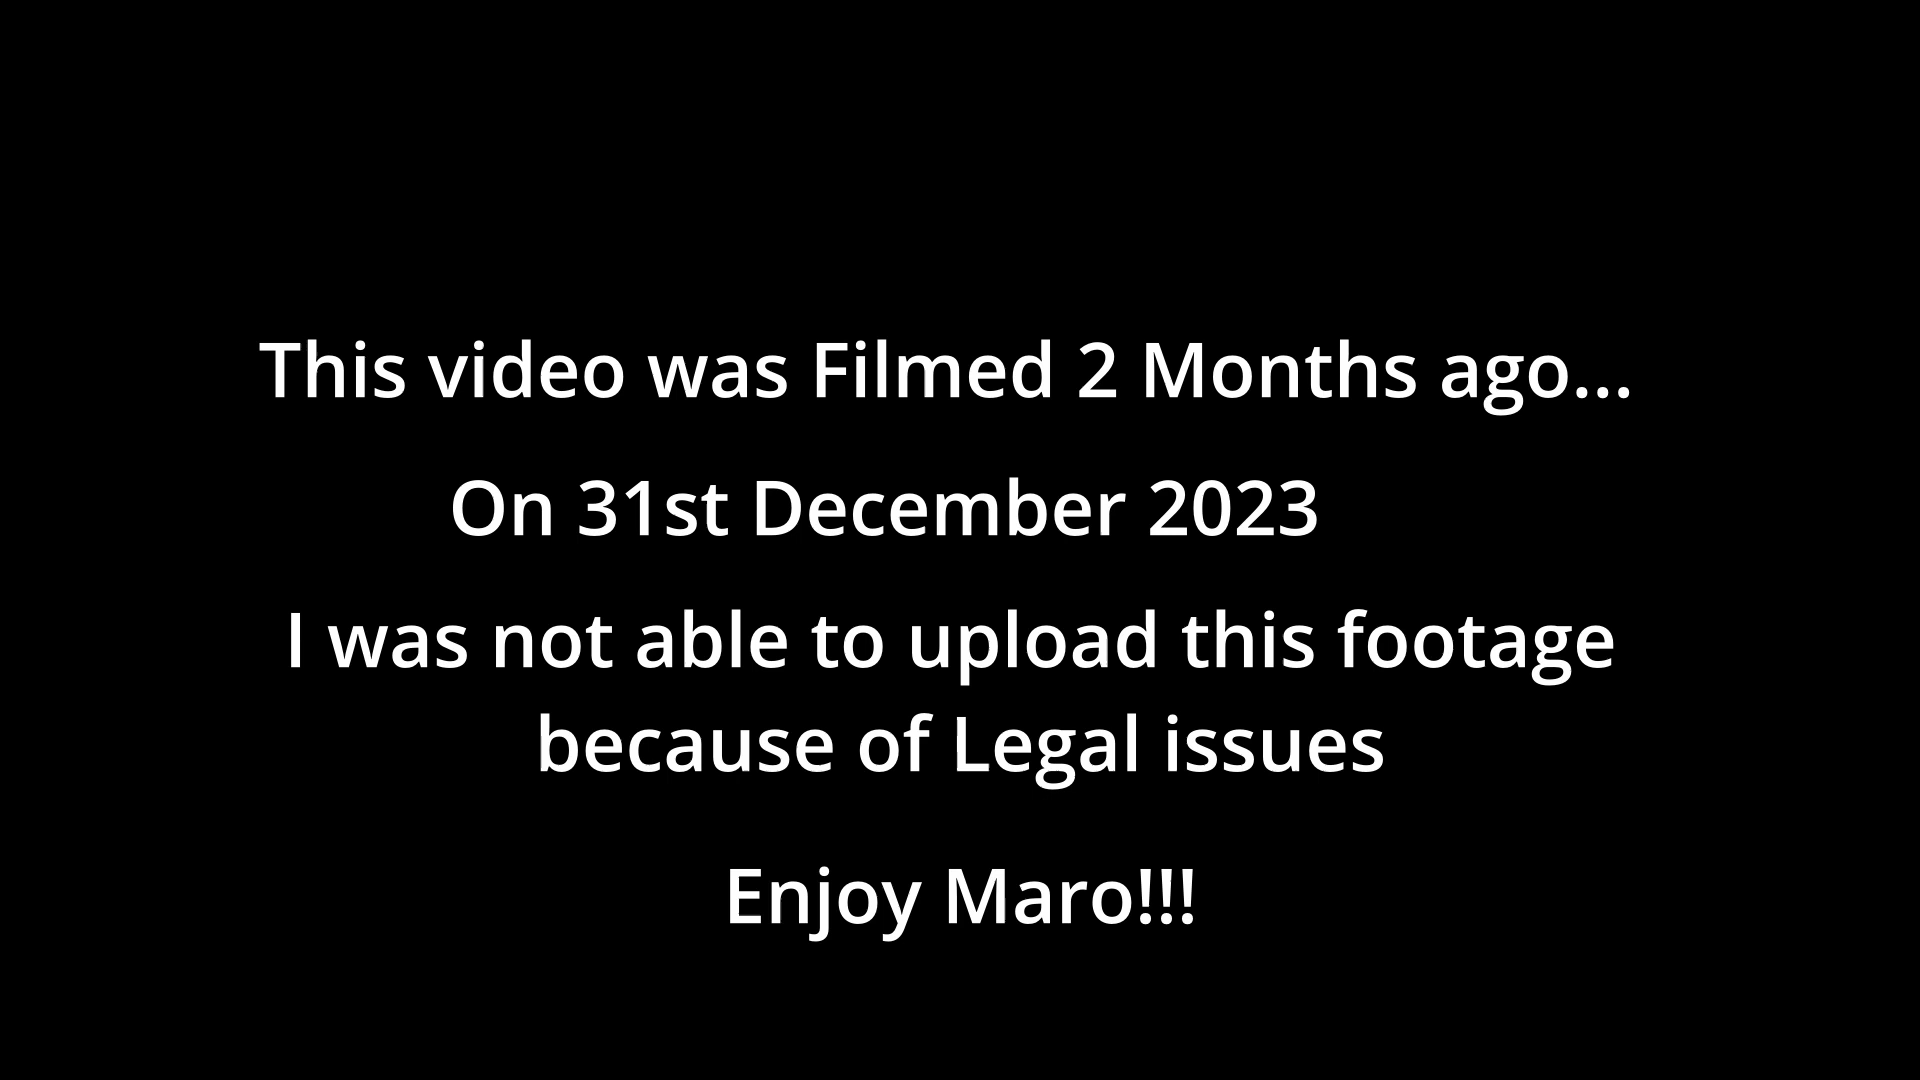 This video was Filmed 2 Months ago...
On 31st December 2023
I was not able to upload this footage
because of Legal issues
Enjoy Maro!!!